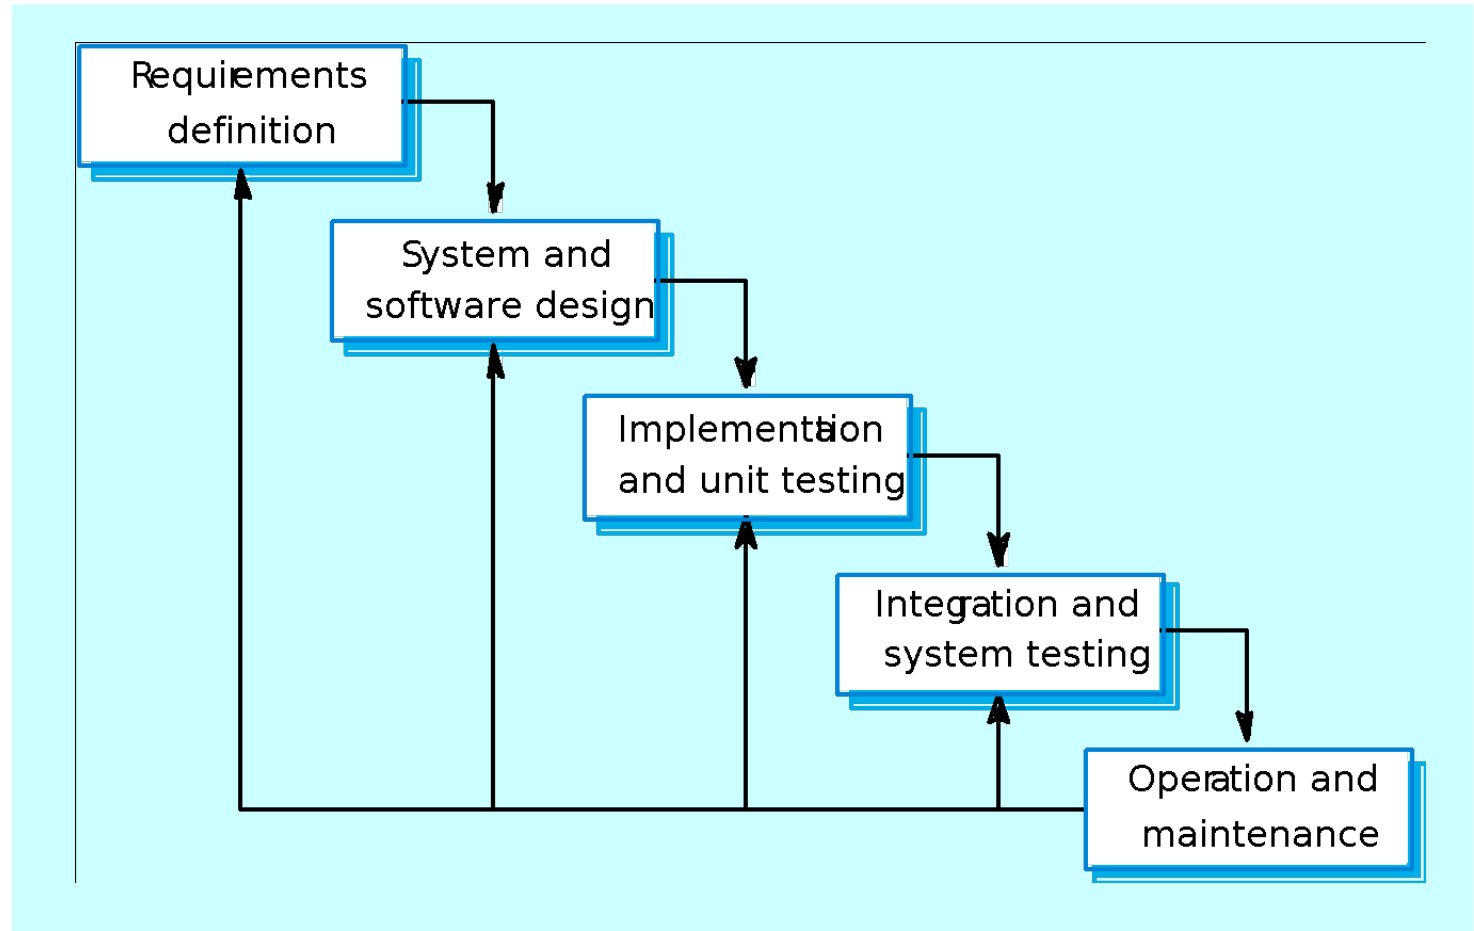 Requirements
definition
System and
software design
Implementation
and unit testing
Integration and
system testing
Operation and
maintenance